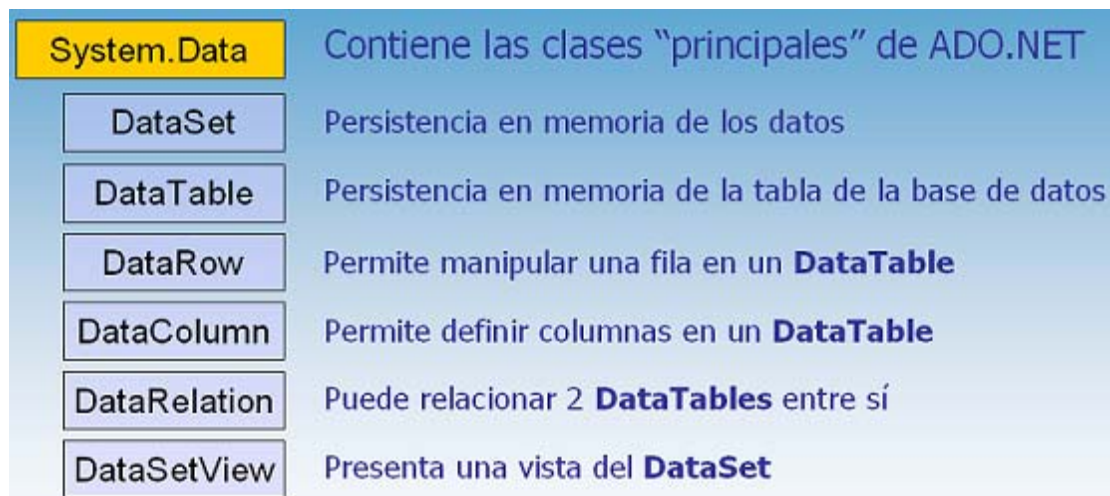 System.Data Contiene las clases “principales” de ADO.NET
DataSet Persistencia en memoria de los datos
DataTable Persistencia en memoria de la tabla de la base de datos
DataRow Permite manipular una fila en un DataTable
DataColumn Permite definir columnas en un DataTable
DataRelation Puede relacionar 2 DataTables entre sí
DataSetView Presenta una vista del DataSet